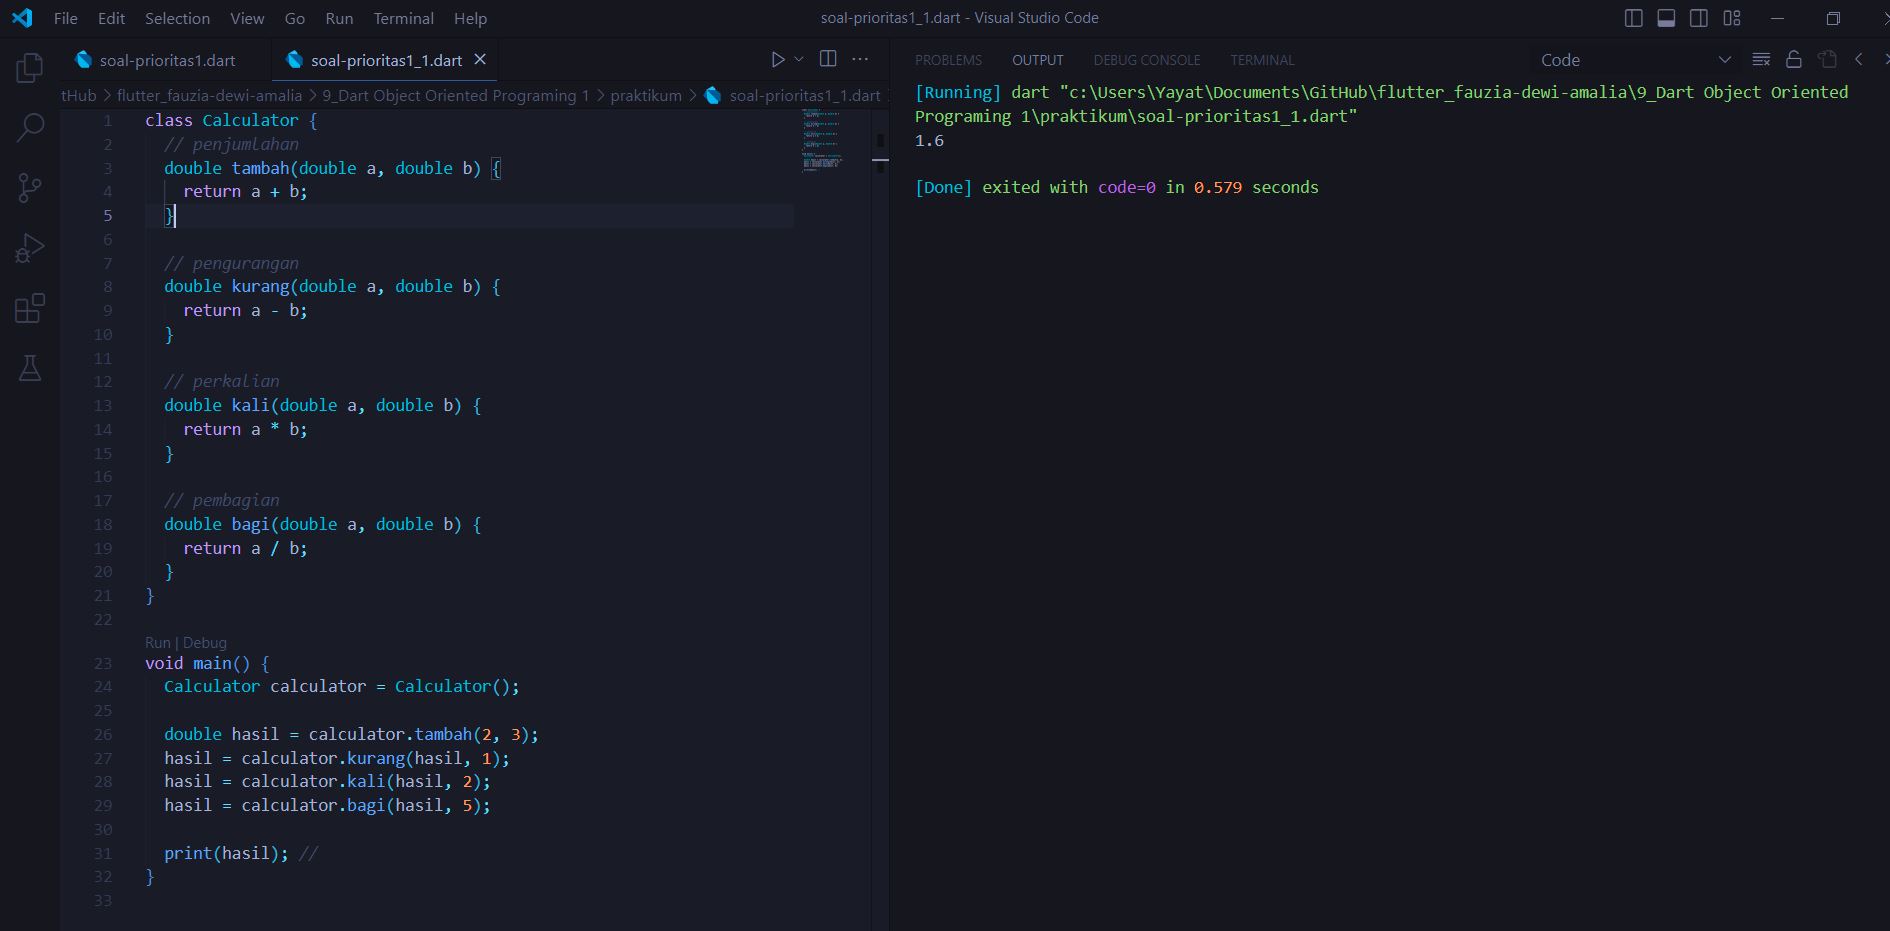 File Edit Selection View Go Run Terminal Help
soal-prioritas1_1.dart - Visual Studio Code
soal-prioritas1.dart
soal-prioritas1_1.dart
tHub > flutter_fauzia-dewi-amalia > 9_Dart Object Oriented Programing 1 > praktikum > soal-prioritas1_1.dart
1 class Calculator {
2 // penjumlahan
3 double tambah(double a, double b) {
4 return a + b;
5 }
6
7 // pengurangan
8 double kurang(double a, double b) {
9 return a - b;
10 }
11
12 // perkalian
13 double kali(double a, double b) {
14 return a * b;
15 }
16
17 // pembagian
18 double bagi(double a, double b) {
19 return a / b;
20 }
21 }
22
Run | Debug
23 void main() {
24 Calculator calculator = Calculator();
25
26 double hasil = calculator.tambah(2, 3);
27 hasil = calculator.kurang(hasil, 1);
28 hasil = calculator.kali(hasil, 2);
29 hasil = calculator.bagi(hasil, 5);
30
31 print(hasil); //
32 }
33
PROBLEMS OUTPUT DEBUG CONSOLE TERMINAL
Code
[Running] dart "c:\Users\Yayat\Documents\GitHub\flutter_fauzia-dewi-amalia\9_Dart Object Oriented
Programing 1\praktikum\soal-prioritas1_1.dart"
1.6
[Done] exited with code=0 in 0.579 seconds